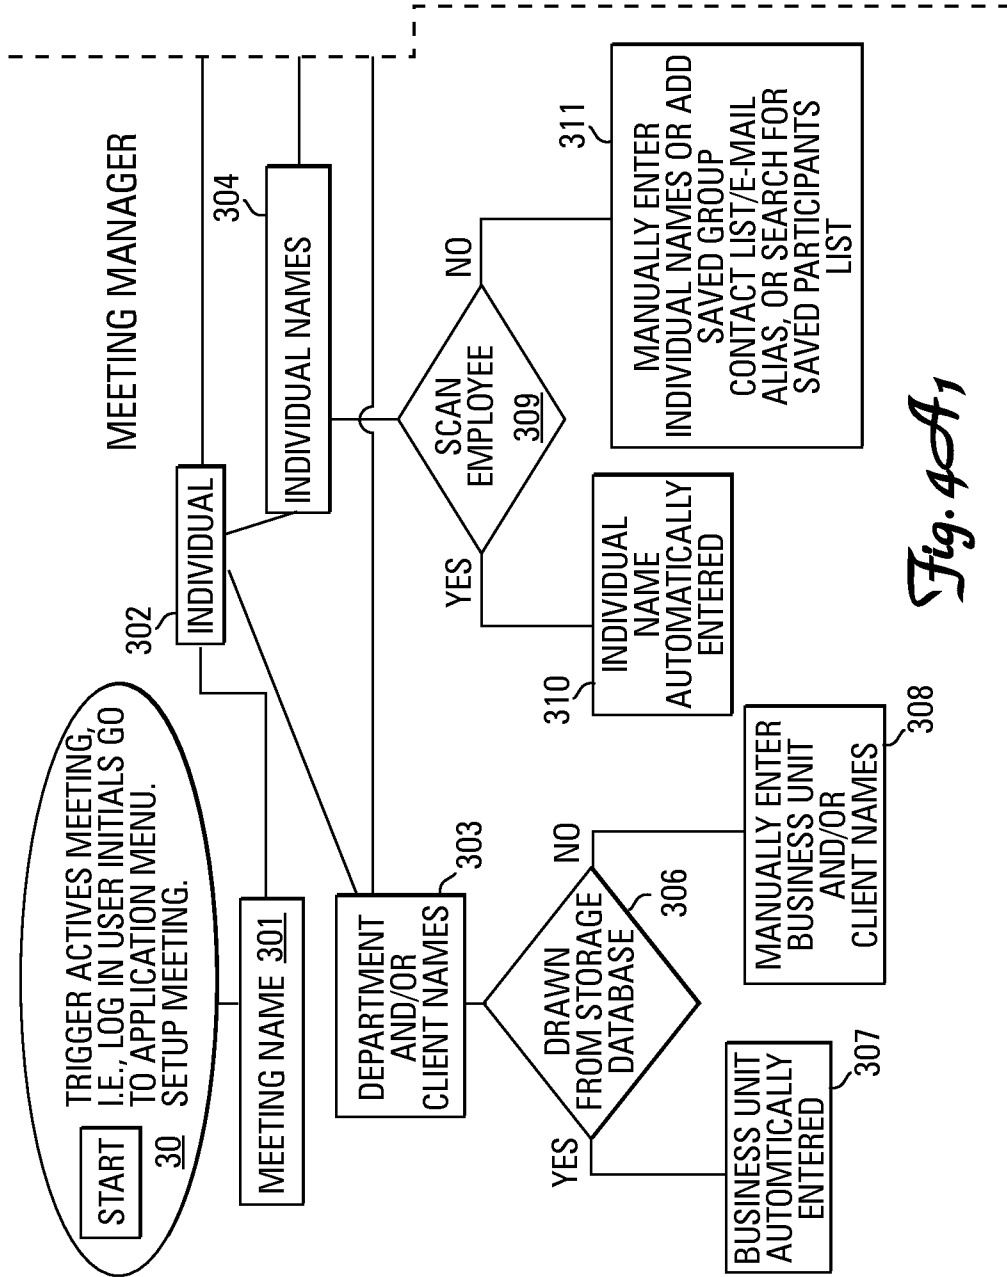 MEETING MANAGER
START
30
TRIGGER ACTIVES MEETING,
I.E., LOG IN USER INITIALS GO
TO APPLICATION MENU.
SETUP MEETING.
MEETING NAME 301
302
INDIVIDUAL
304
INDIVIDUAL NAMES
303
DEPARTMENT
AND/OR
CLIENT NAMES
SCAN
EMPLOYEE
309
YES
NO
DRAWN
FROM STORAGE
DATABASE
306
YES
NO
310
INDIVIDUAL
NAME
AUTOMATICALLY
ENTERED
311
MANUALLY ENTER
INDIVIDUAL NAMES OR ADD
SAVED GROUP
CONTACT LIST/E-MAIL
ALIAS, OR SEARCH FOR
SAVED PARTICIPANTS
LIST
307
BUSINESS UNIT
AUTOMTICALLY
ENTERED
308
MANUALLY ENTER
BUSINESS UNIT
AND/OR
CLIENT NAMES
Fig. 4A1